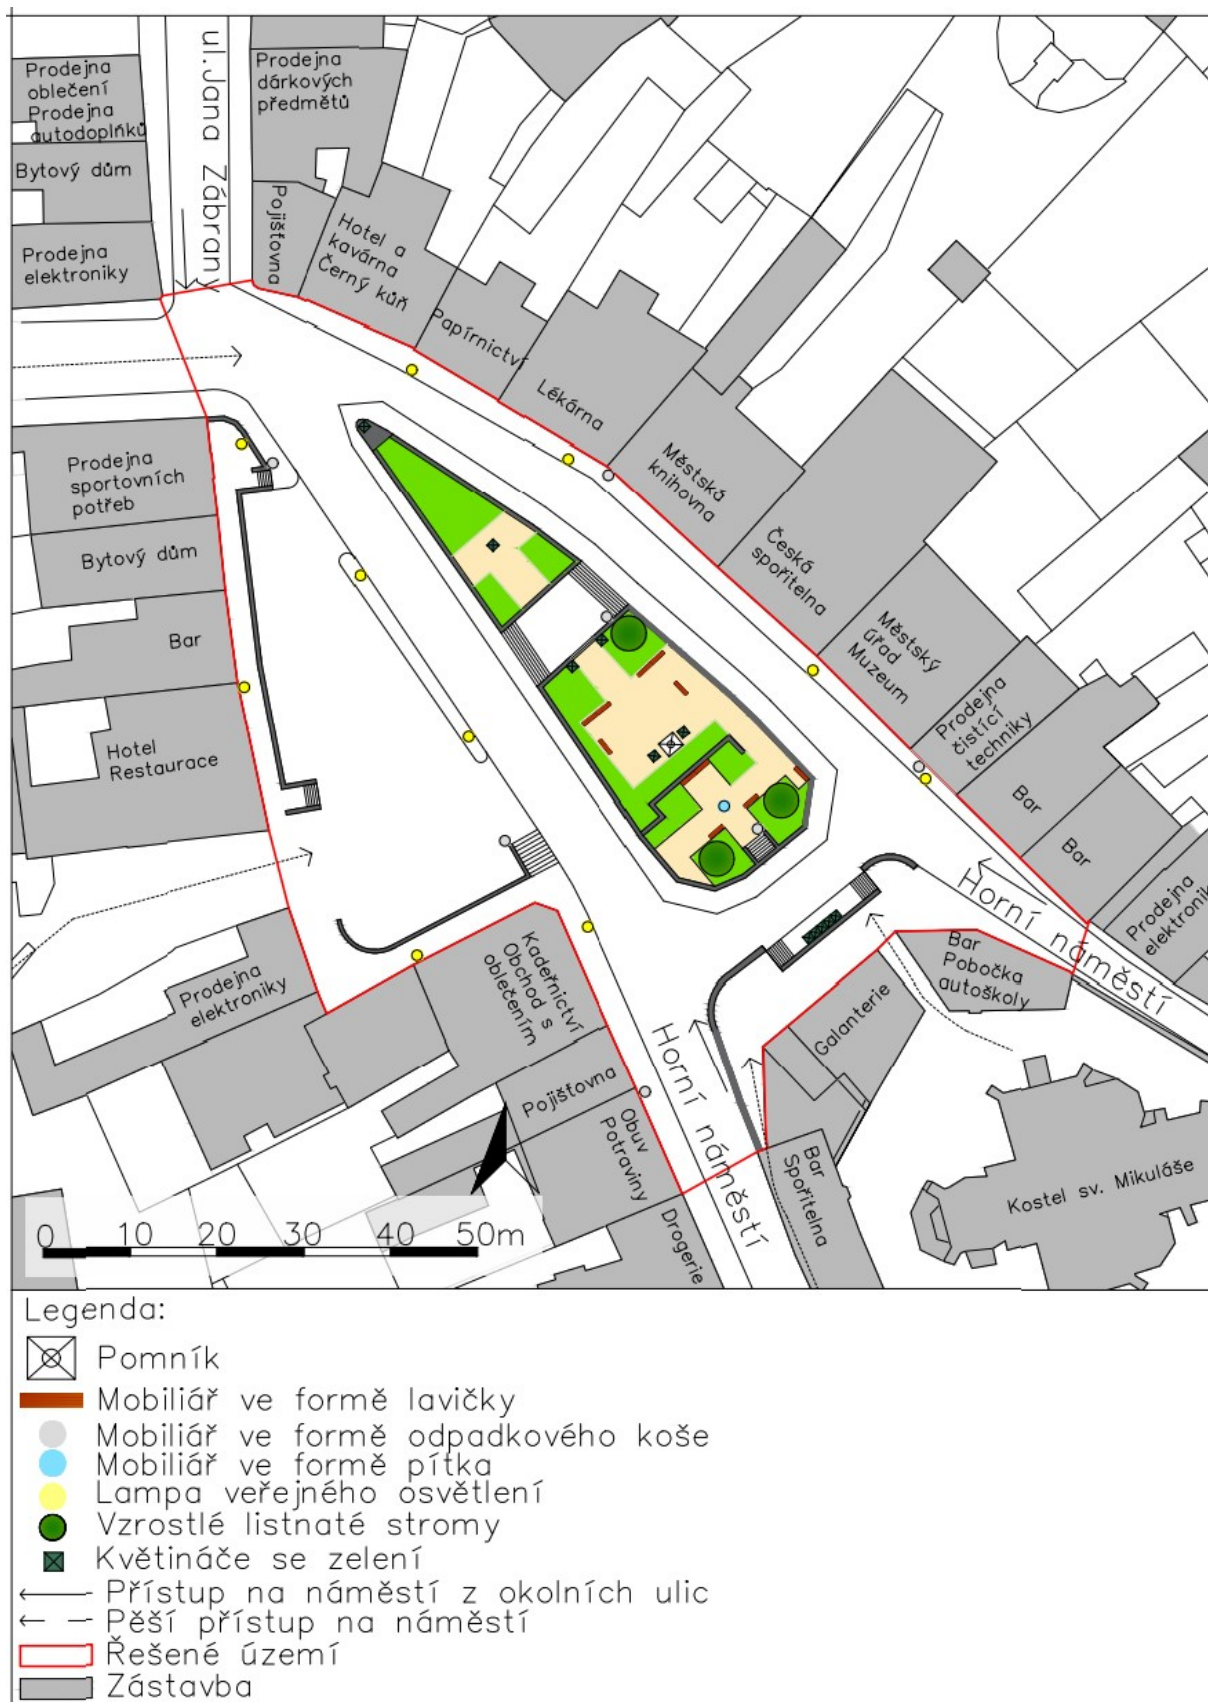 Prodejna
oblečení
Prodejna
autodoplňků
Bytový dům
Prodejna
elektroniky
ul.Jana Zábran
Prodejna
dárkových
předmětů
Pojišťovna
Hotel a
kavárna
Černý kůň
Papírnictví
Lékárna
Městská
knihovna
Česká
spořitelna
Městský
úřad
Muzeum
Prodejna
čistící
techniky
Bar
Bar
Prodejna
elektronik
Prodejna
sportovních
potřeb
Bytový dům
Bar
Hotel
Restaurace
Prodejna
elektroniky
Kadeřnictví
Obchod s
oblečením
Pojišťovna
Obuv
Potraviny
Drogerie
Horní náměstí
Horní náměstí
Bar
Pobočka
autoškoly
Galanterie
Bar
Spořitelna
Kostel sv. Mikuláše
0 10 20 30 40 50m
Legenda:
Pomník
Mobiliář ve formě lavičky
Mobiliář ve formě odpadkového koše
Mobiliář ve formě pítka
Lampa veřejného osvětlení
Vzrostlé listnaté stromy
Květináče se zelení
Přístup na náměstí z okolních ulic
Pěší přístup na náměstí
Řešené území
Zástavba